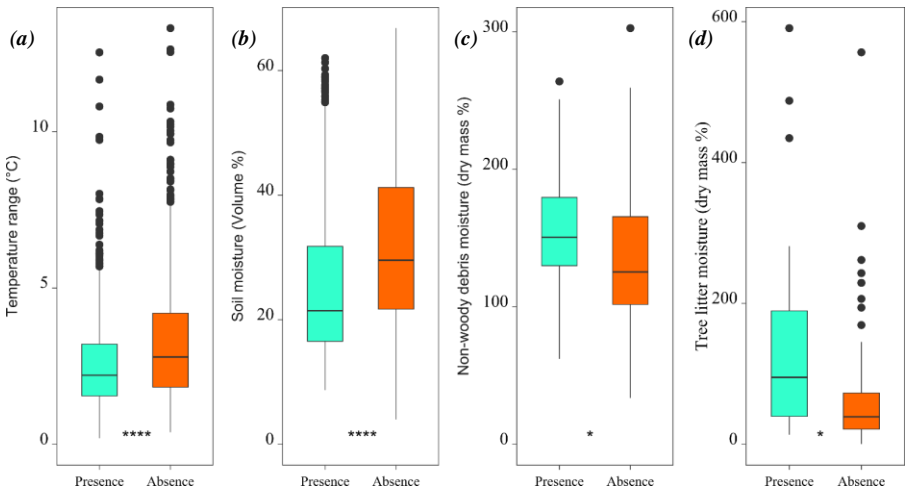 (a)
Temperature range (°C)
10
5
0
****
Presence Absence
(b)
Soil moisture (Volume %)
60
40
20
0
****
Presence Absence
(c)
Non-woody debris moisture (dry mass %)
300
200
100
0
*
Presence Absence
(d)
Tree litter moisture (dry mass %)
600
400
200
0
*
Presence Absence